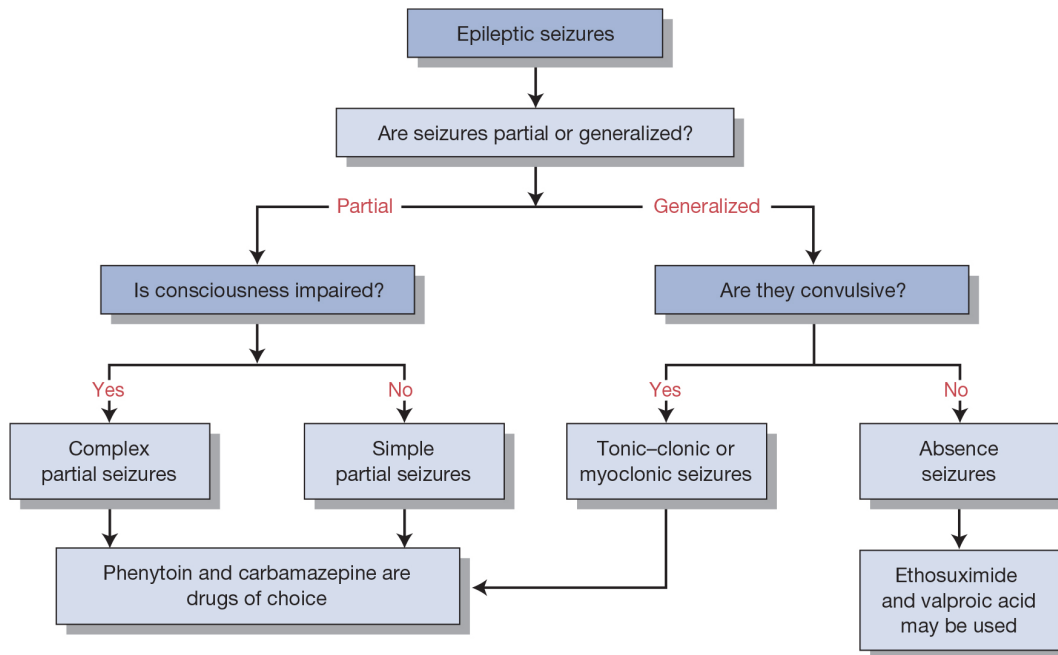 Epileptic seizures
Are seizures partial or generalized?
Partial
Generalized
Is consciousness impaired?
Are they convulsive?
Yes
No
Yes
No
Complex
partial seizures
Simple
partial seizures
Tonic–clonic or
myoclonic seizures
Absence
seizures
Phenytoin and carbamazepine are
drugs of choice
Ethosuximide
and valproic acid
may be used